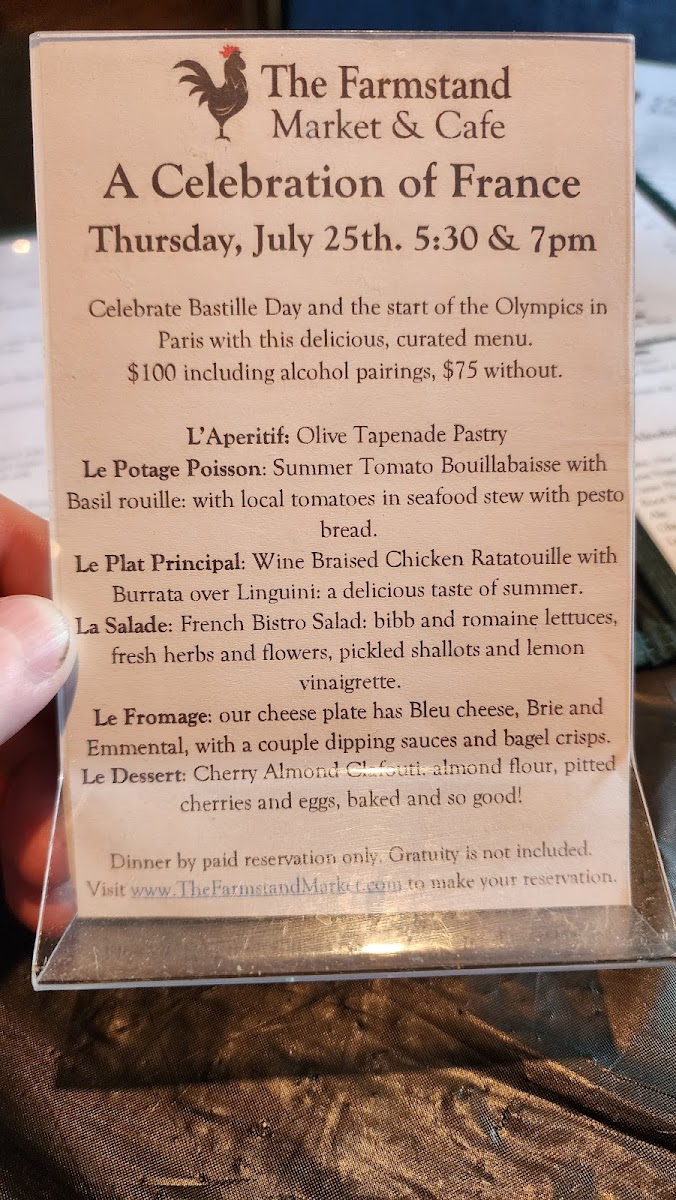 The Farmstand
Market & Cafe
A Celebration of France
Thursday, July 25th. 5:30 & 7pm
Celebrate Bastille Day and the start of the Olympics in
Paris with this delicious, curated menu.
$100 including alcohol pairings, $75 without.
L'Aperitif: Olive Tapenade Pastry
Le Potage Poisson: Summer Tomato Bouillabaisse with
Basil rouille: with local tomatoes in seafood stew with pesto
bread.
Le Plat Principal: Wine Braised Chicken Ratatouille with
Burrata over Linguini: a delicious taste of summer.
La Salade: French Bistro Salad: bibb and romaine lettuces,
fresh herbs and flowers, pickled shallots and lemon
vinaigrette.
Le Fromage: our cheese plate has Bleu cheese, Brie and
Emmental, with a couple dipping sauces and bagel crisps.
Le Dessert: Cherry Almond Clafouti: almond flour, pitted
cherries and eggs, baked and so good!
Dinner by paid reservation only. Gratuity is not included.
Visit www.TheFarmstandMarket.com to make your reservation.